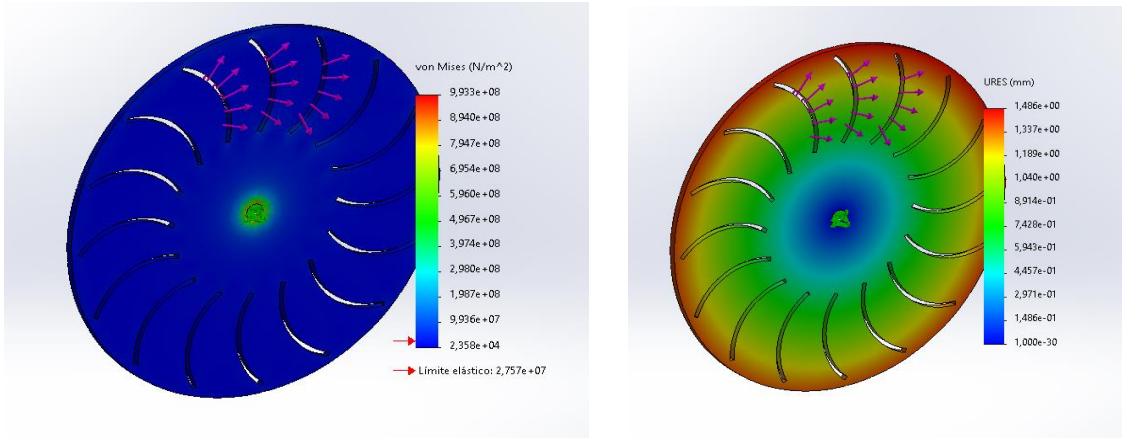 von Mises (N/m^2)
9,933e+08
8,940e+08
7,947e+08
6,954e+08
5,960e+08
4,967e+08
3,974e+08
2,980e+08
1,987e+08
9,936e+07
2,358e+04
Límite elástico: 2,757e+07
URES (mm)
1,486e+00
1,337e+00
1,189e+00
1,040e+00
8,914e-01
7,429e-01
5,943e-01
4,457e-01
2,971e-01
1,486e-01
1,000e-30